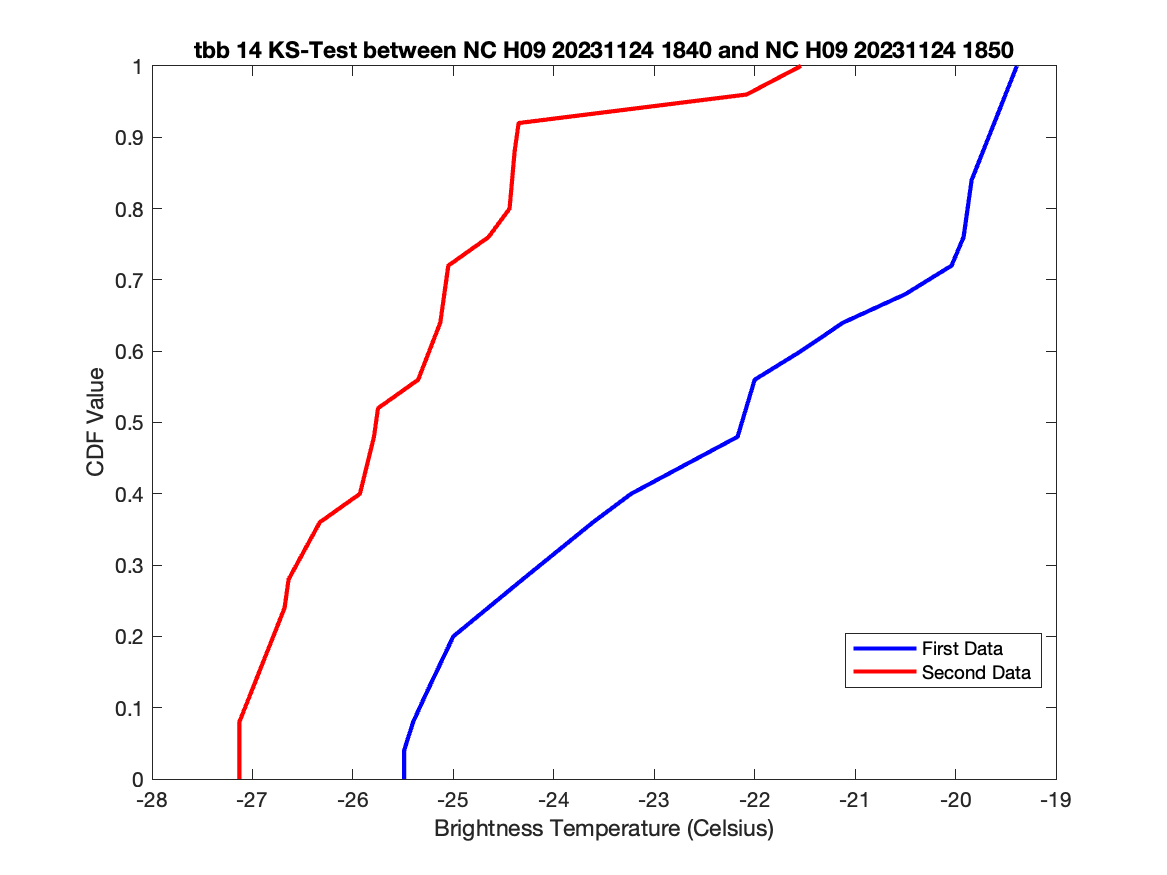 tbb 14 KS-Test between NC H09 20231124 1840 and NC H09 20231124 1850
1
0.9
0.8
0.7
0.6
0.5
0.4
0.3
0.2
0.1
0
CDF Value
First Data
Second Data
-28 -27 -26 -25 -24 -23 -22 -21 -20 -19
Brightness Temperature (Celsius)